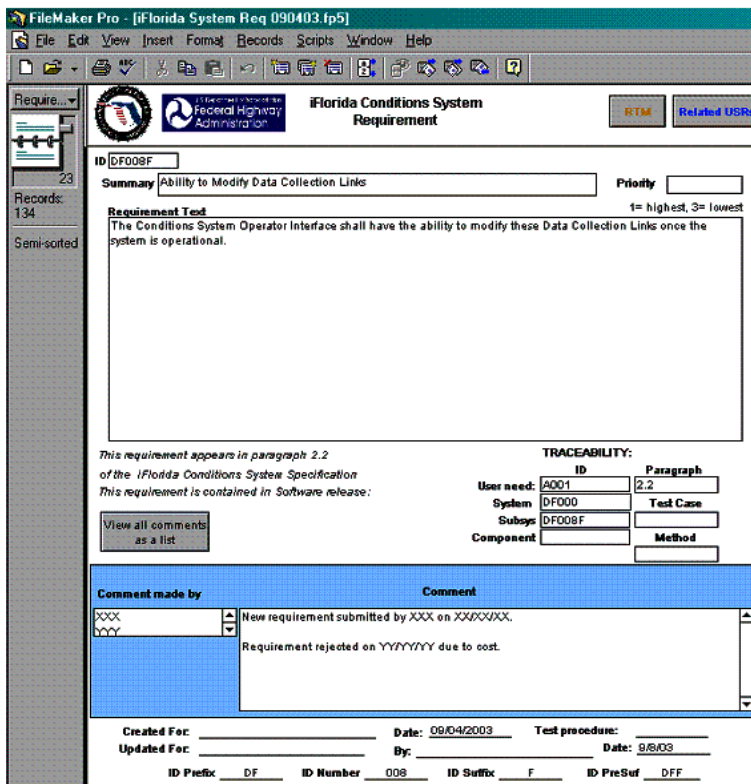 FileMaker Pro - [iFlorida System Req 090403.fp5]
File Edit View Insert Format Records Scripts Window Help
Require...
23
Records:
134
Semi-sorted
Federal Highway
Administration
iFlorida Conditions System
Requirement
RTM
Related USRs
ID DF008F
Summary Ability to Modify Data Collection Links
Priority
1= highest, 3= lowest
Requirement Text
The Conditions System Operator Interface shall have the ability to modify these Data Collection Links once the
system is operational.
This requirement appears in paragraph 2.2
of the iFlorida Conditions System Specification
This requirement is contained in Software release:
View all comments
as a list
TRACEABILITY:
ID Paragraph
User need: A001 2.2
System DF000 Test Case
Subsys DF008F
Component Method
Comment made by Comment
XXX
YYY
New requirement submitted by XXX on XX/XX/XX.
Requirement rejected on YY/YY/YY due to cost.
Created For: Date: 09/04/2003 Test procedure:
Updated For: By: Date: 9/8/03
ID Prefix DF ID Number 008 ID Suffix F ID PreSuf DFF